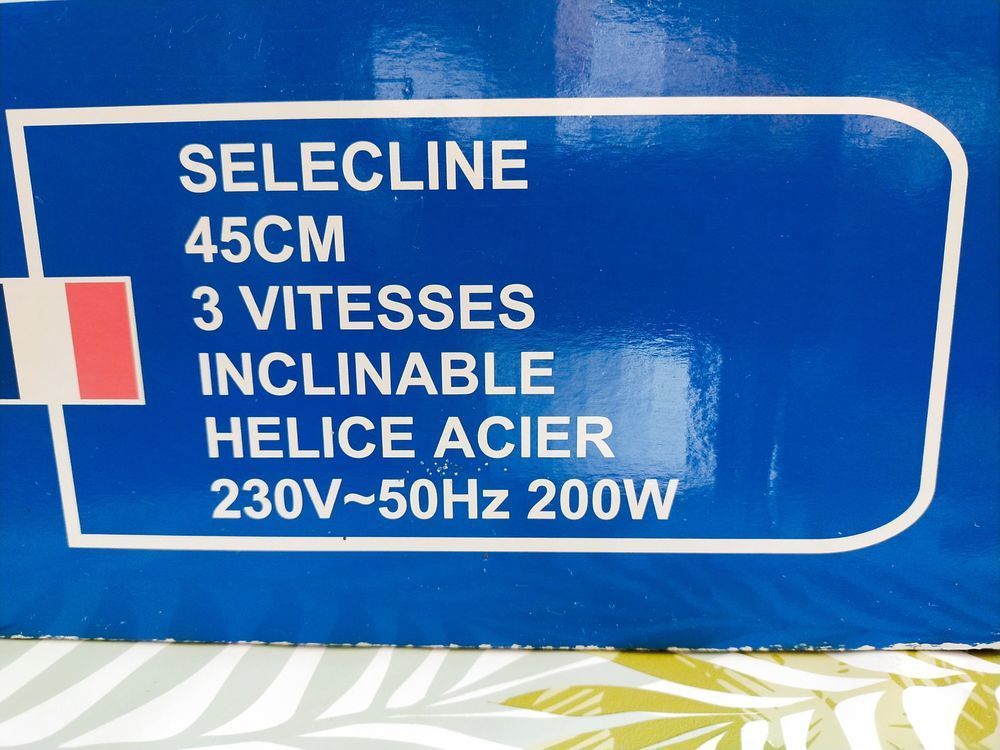 SELECLINE
45CM
3 VITESSES
INCLINABLE
HELICE ACIER
230V~50Hz 200W